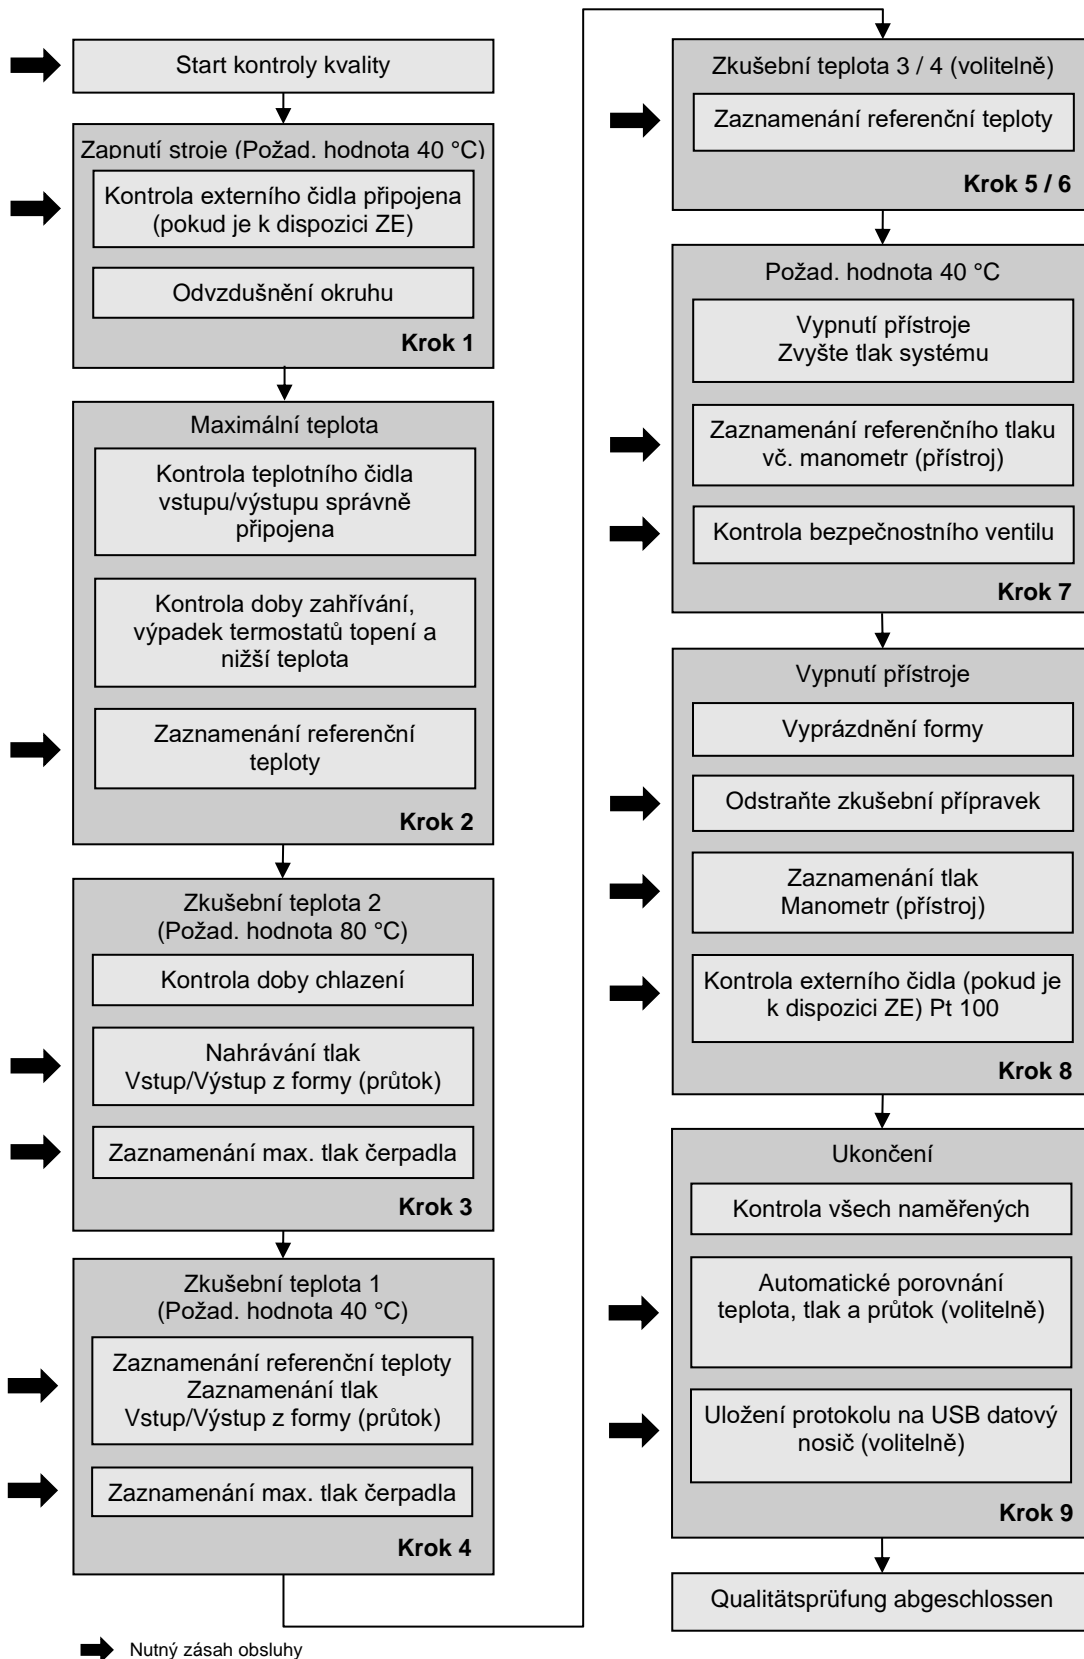 Start kontroly kvality
Zapnutí stroje (Požad. hodnota 40 °C)
Kontrola externího čidla připojena
(pokud je k dispozici ZE)
Odvzdušnění okruhu
Krok 1
Maximální teplota
Kontrola teplotního čidla
vstupu/výstupu správně
připojena
Kontrola doby zahřívání,
výpadek termostatů topení a
nižší teplota
Zaznamenání referenční
teploty
Krok 2
Zkušební teplota 2
(Požad. hodnota 80 °C)
Kontrola doby chlazení
Nahrávání tlak
Vstup/Výstup z formy (průtok)
Zaznamenání max. tlak čerpadla
Krok 3
Zkušební teplota 1
(Požad. hodnota 40 °C)
Zaznamenání referenční teploty
Zaznamenání tlak
Vstup/Výstup z formy (průtok)
Zaznamenání max. tlak čerpadla
Krok 4
Zkušební teplota 3 / 4 (volitelně)
Zaznamenání referenční teploty
Krok 5 / 6
Požad. hodnota 40 °C
Vypnutí přístroje
Zvyšte tlak systému
Zaznamenání referenčního tlaku
vč. manometr (přístroj)
Kontrola bezpečnostního ventilu
Krok 7
Vypnutí přístroje
Vyprázdnění formy
Odstraňte zkušební přípravek
Zaznamenání tlak
Manometr (přístroj)
Kontrola externího čidla (pokud je
k dispozici ZE) Pt 100
Krok 8
Ukončení
Kontrola všech naměřených
Automatické porovnání
teplota, tlak a průtok (volitelně)
Uložení protokolu na USB datový
nosič (volitelně)
Krok 9
Qualitätsprüfung abgeschlossen
Nutný zásah obsluhy